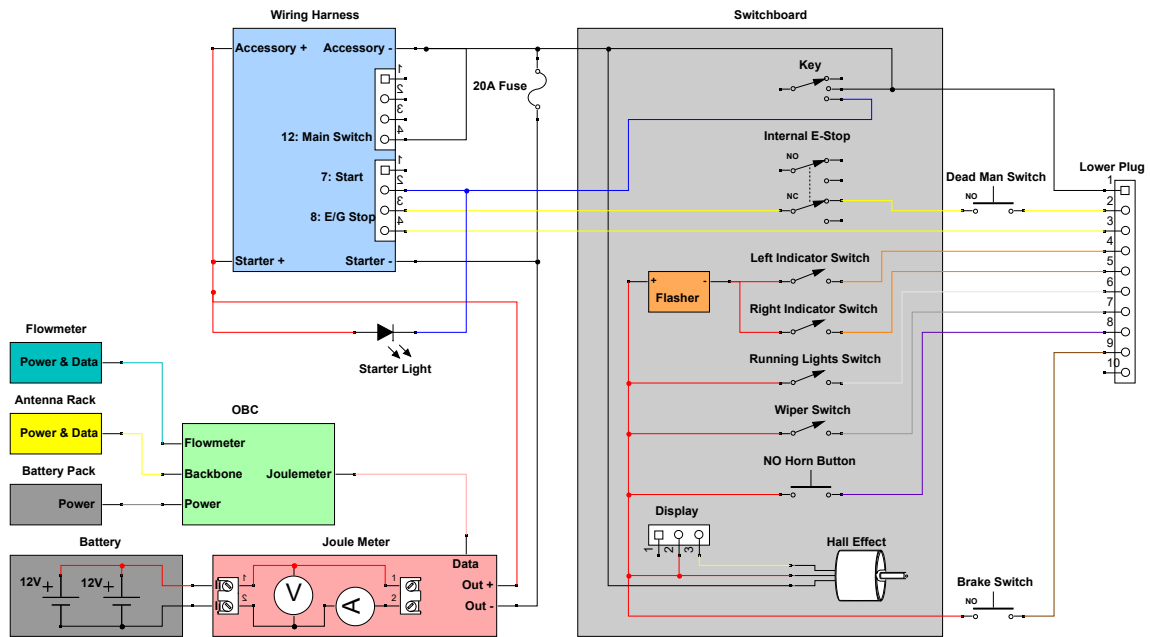 Wiring Harness
Switchboard
Accessory +
Accessory -
1
2
3
4
12: Main Switch
20A Fuse
Key
Internal E-Stop
NO
NC
1
2
3
4
7: Start
8: E/G Stop
Starter +
Starter -
Dead Man Switch
NO
Lower Plug
1
2
3
4
5
6
7
8
9
10
Left Indicator Switch
+ -
Flasher
Right Indicator Switch
Running Lights Switch
Wiper Switch
NO Horn Button
Starter Light
Flowmeter
Power & Data
Antenna Rack
Power & Data
Battery Pack
Power
OBC
Flowmeter
Backbone
Power
Joulemeter
Display
1
2
3
Hall Effect
Brake Switch
NO
Battery
12V +
12V +
Joule Meter
Data
1
2
V
A
1
2
Out +
Out -